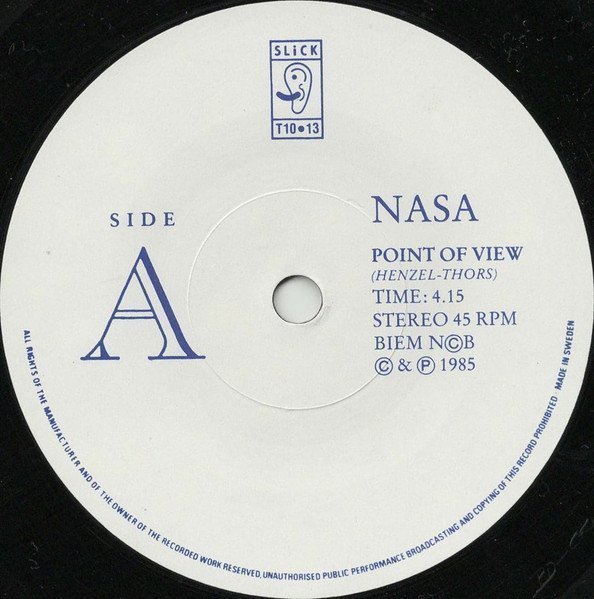 SLiCK
T10•13
SIDE
A
NASA
POINT OF VIEW
(HENZEL-THORS)
TIME: 4.15
STEREO 45 RPM
BIEM N©B
© & ℗ 1985
ALL RIGHTS OF THE MANUFACTURER AND OF THE OWNER OF THE RECORDED WORK RESERVED, UNAUTHORISED PUBLIC PERFORMANCE BROADCASTING AND COPYING OF THIS RECORD PROHIBITED · MADE IN SWEDEN